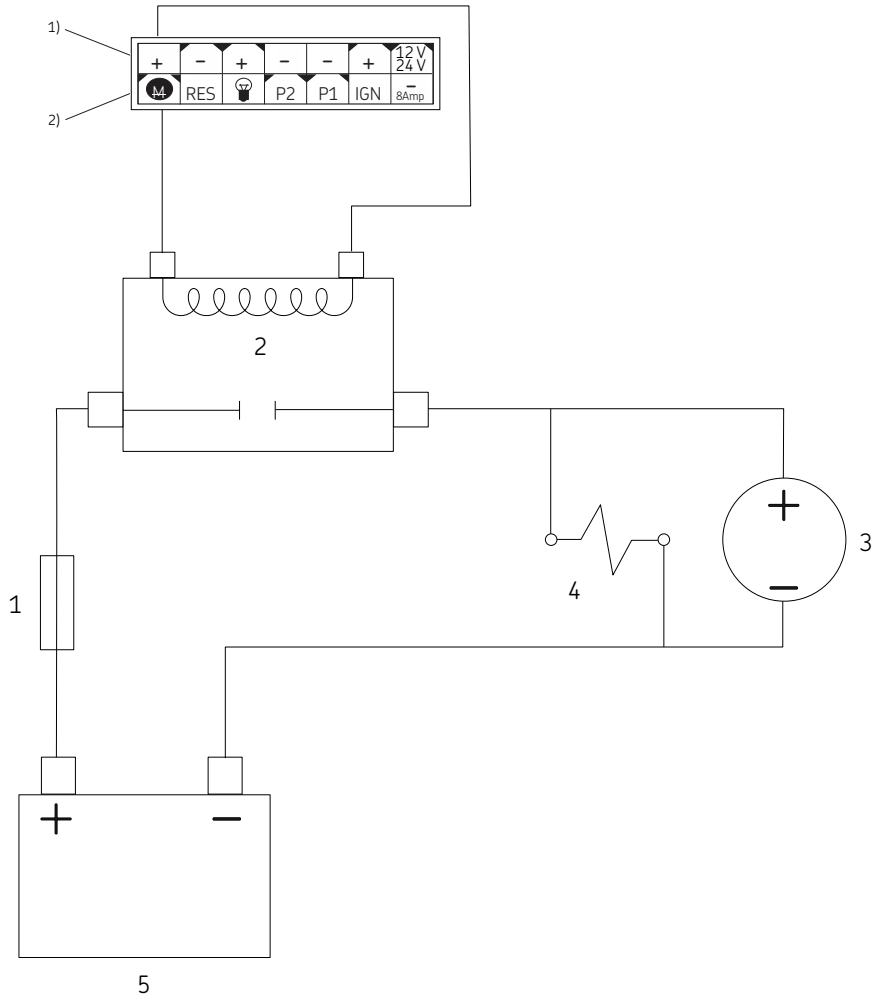 1)
+ − + − − + 12 V
24 V
2)
M RES P2 P1 IGN −
8Amp
2
+
3
−
4
1
+ −
5